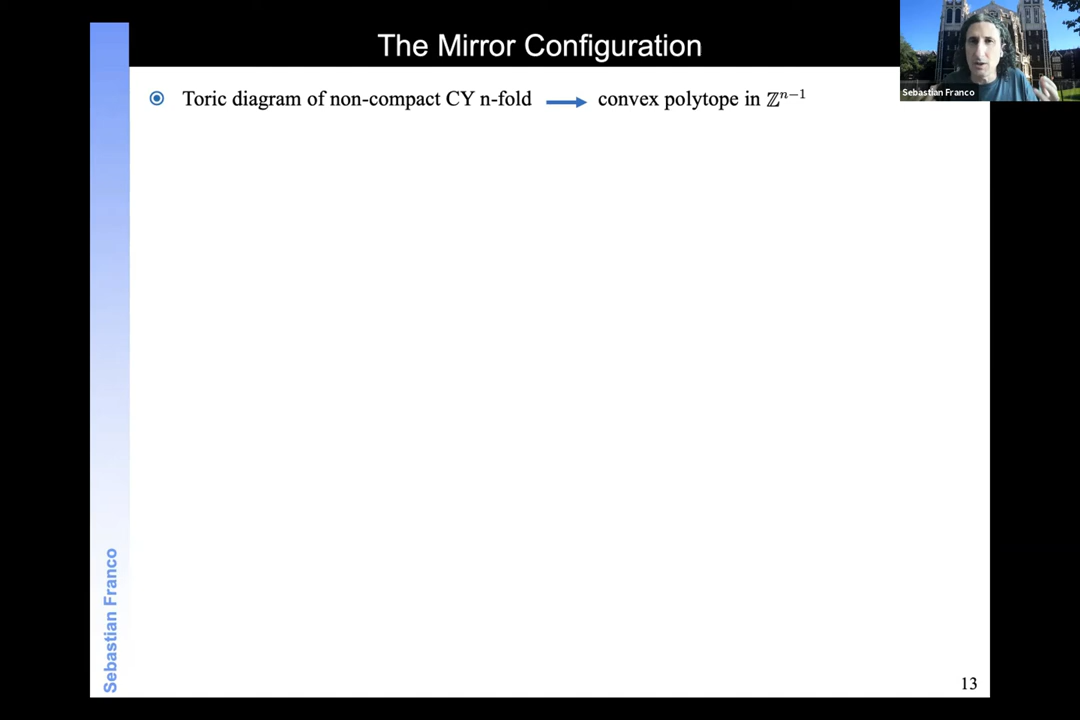 The Mirror Configuration
Sebastian Franco
Toric diagram of non-compact CY n-fold → convex polytope in ℤⁿ⁻¹
Sebastian Franco
13